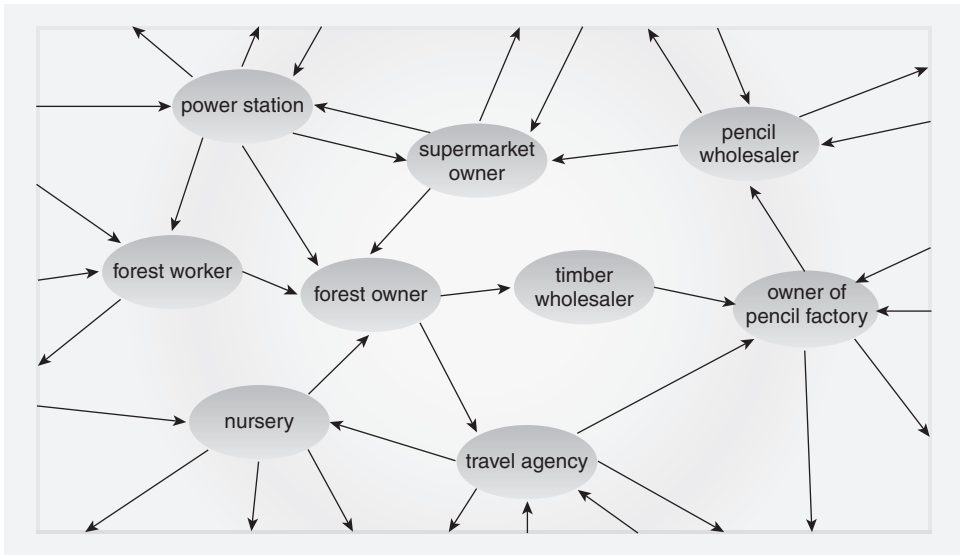 power station
supermarket
owner
pencil
wholesaler
forest worker
forest owner
timber
wholesaler
owner of
pencil factory
nursery
travel agency